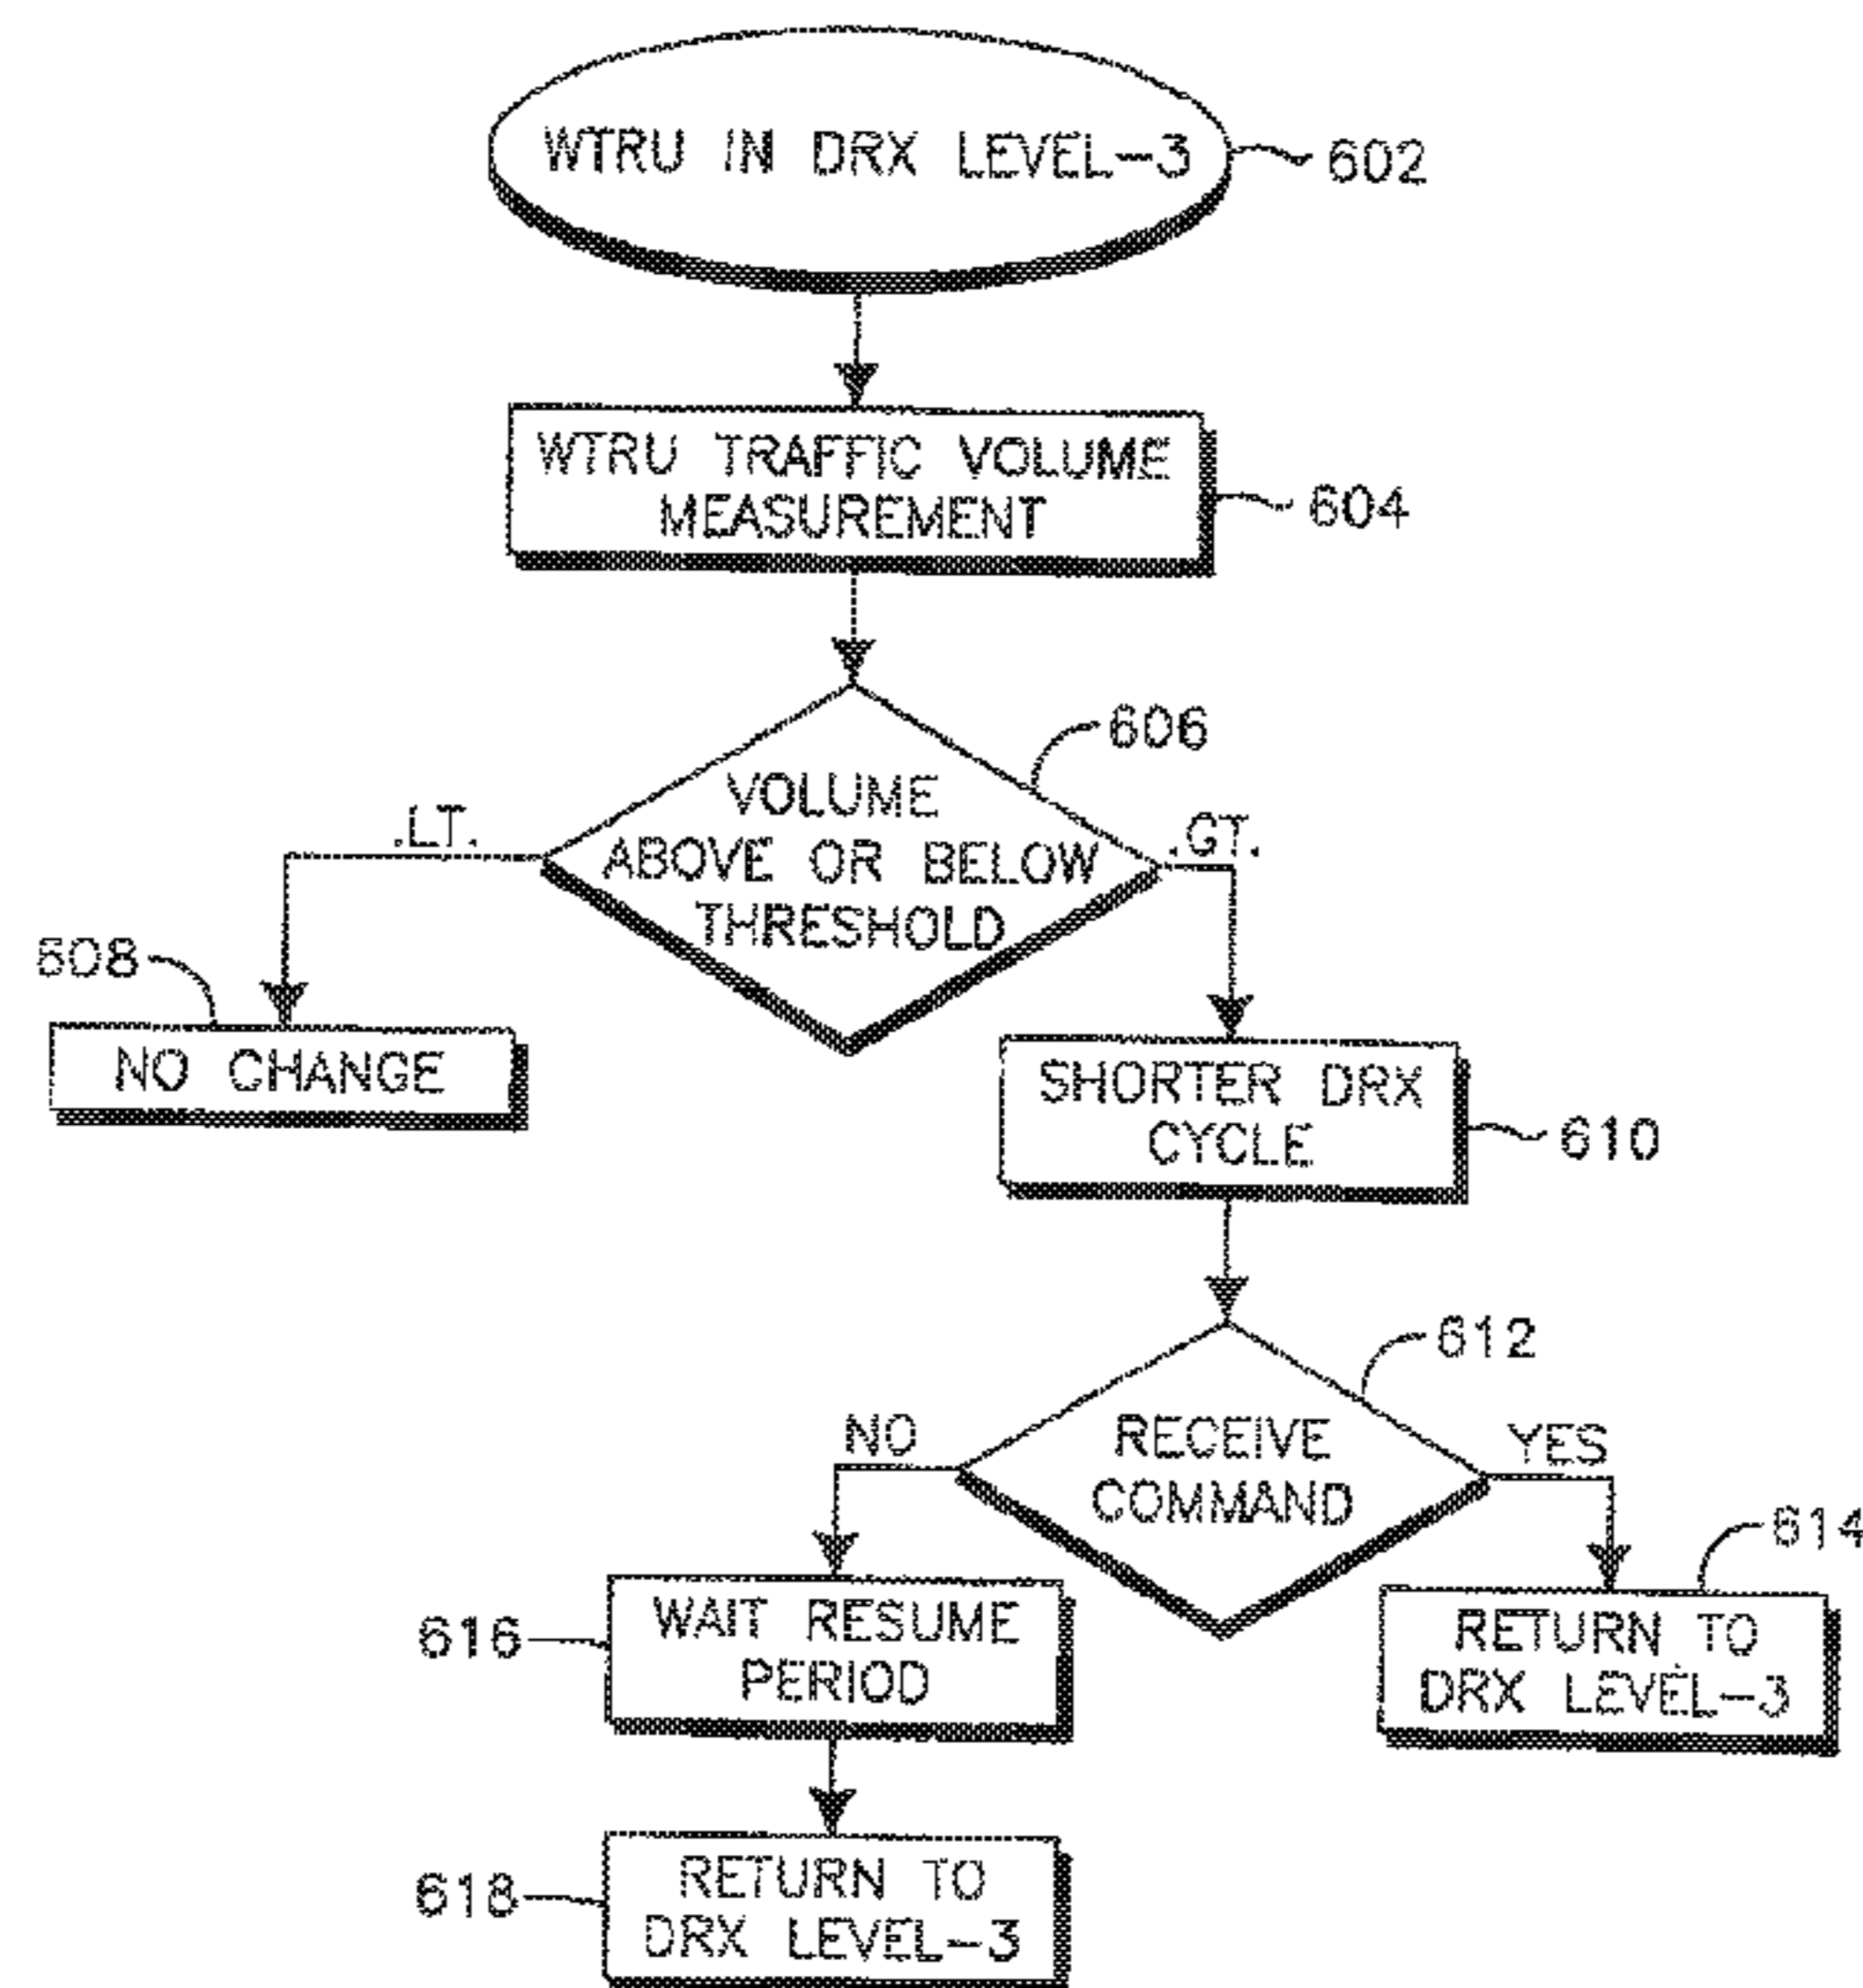 WTRU IN DRX LEVEL-3
602
WTRU TRAFFIC VOLUME
MEASUREMENT
604
606
VOLUME
ABOVE OR BELOW
THRESHOLD
.LT.
.GT.
608
NO CHANGE
SHORTER DRX
CYCLE
610
612
RECEIVE
COMMAND
NO
YES
614
RETURN TO
DRX LEVEL-3
616
WAIT RESUME
PERIOD
618
RETURN TO
DRX LEVEL-3